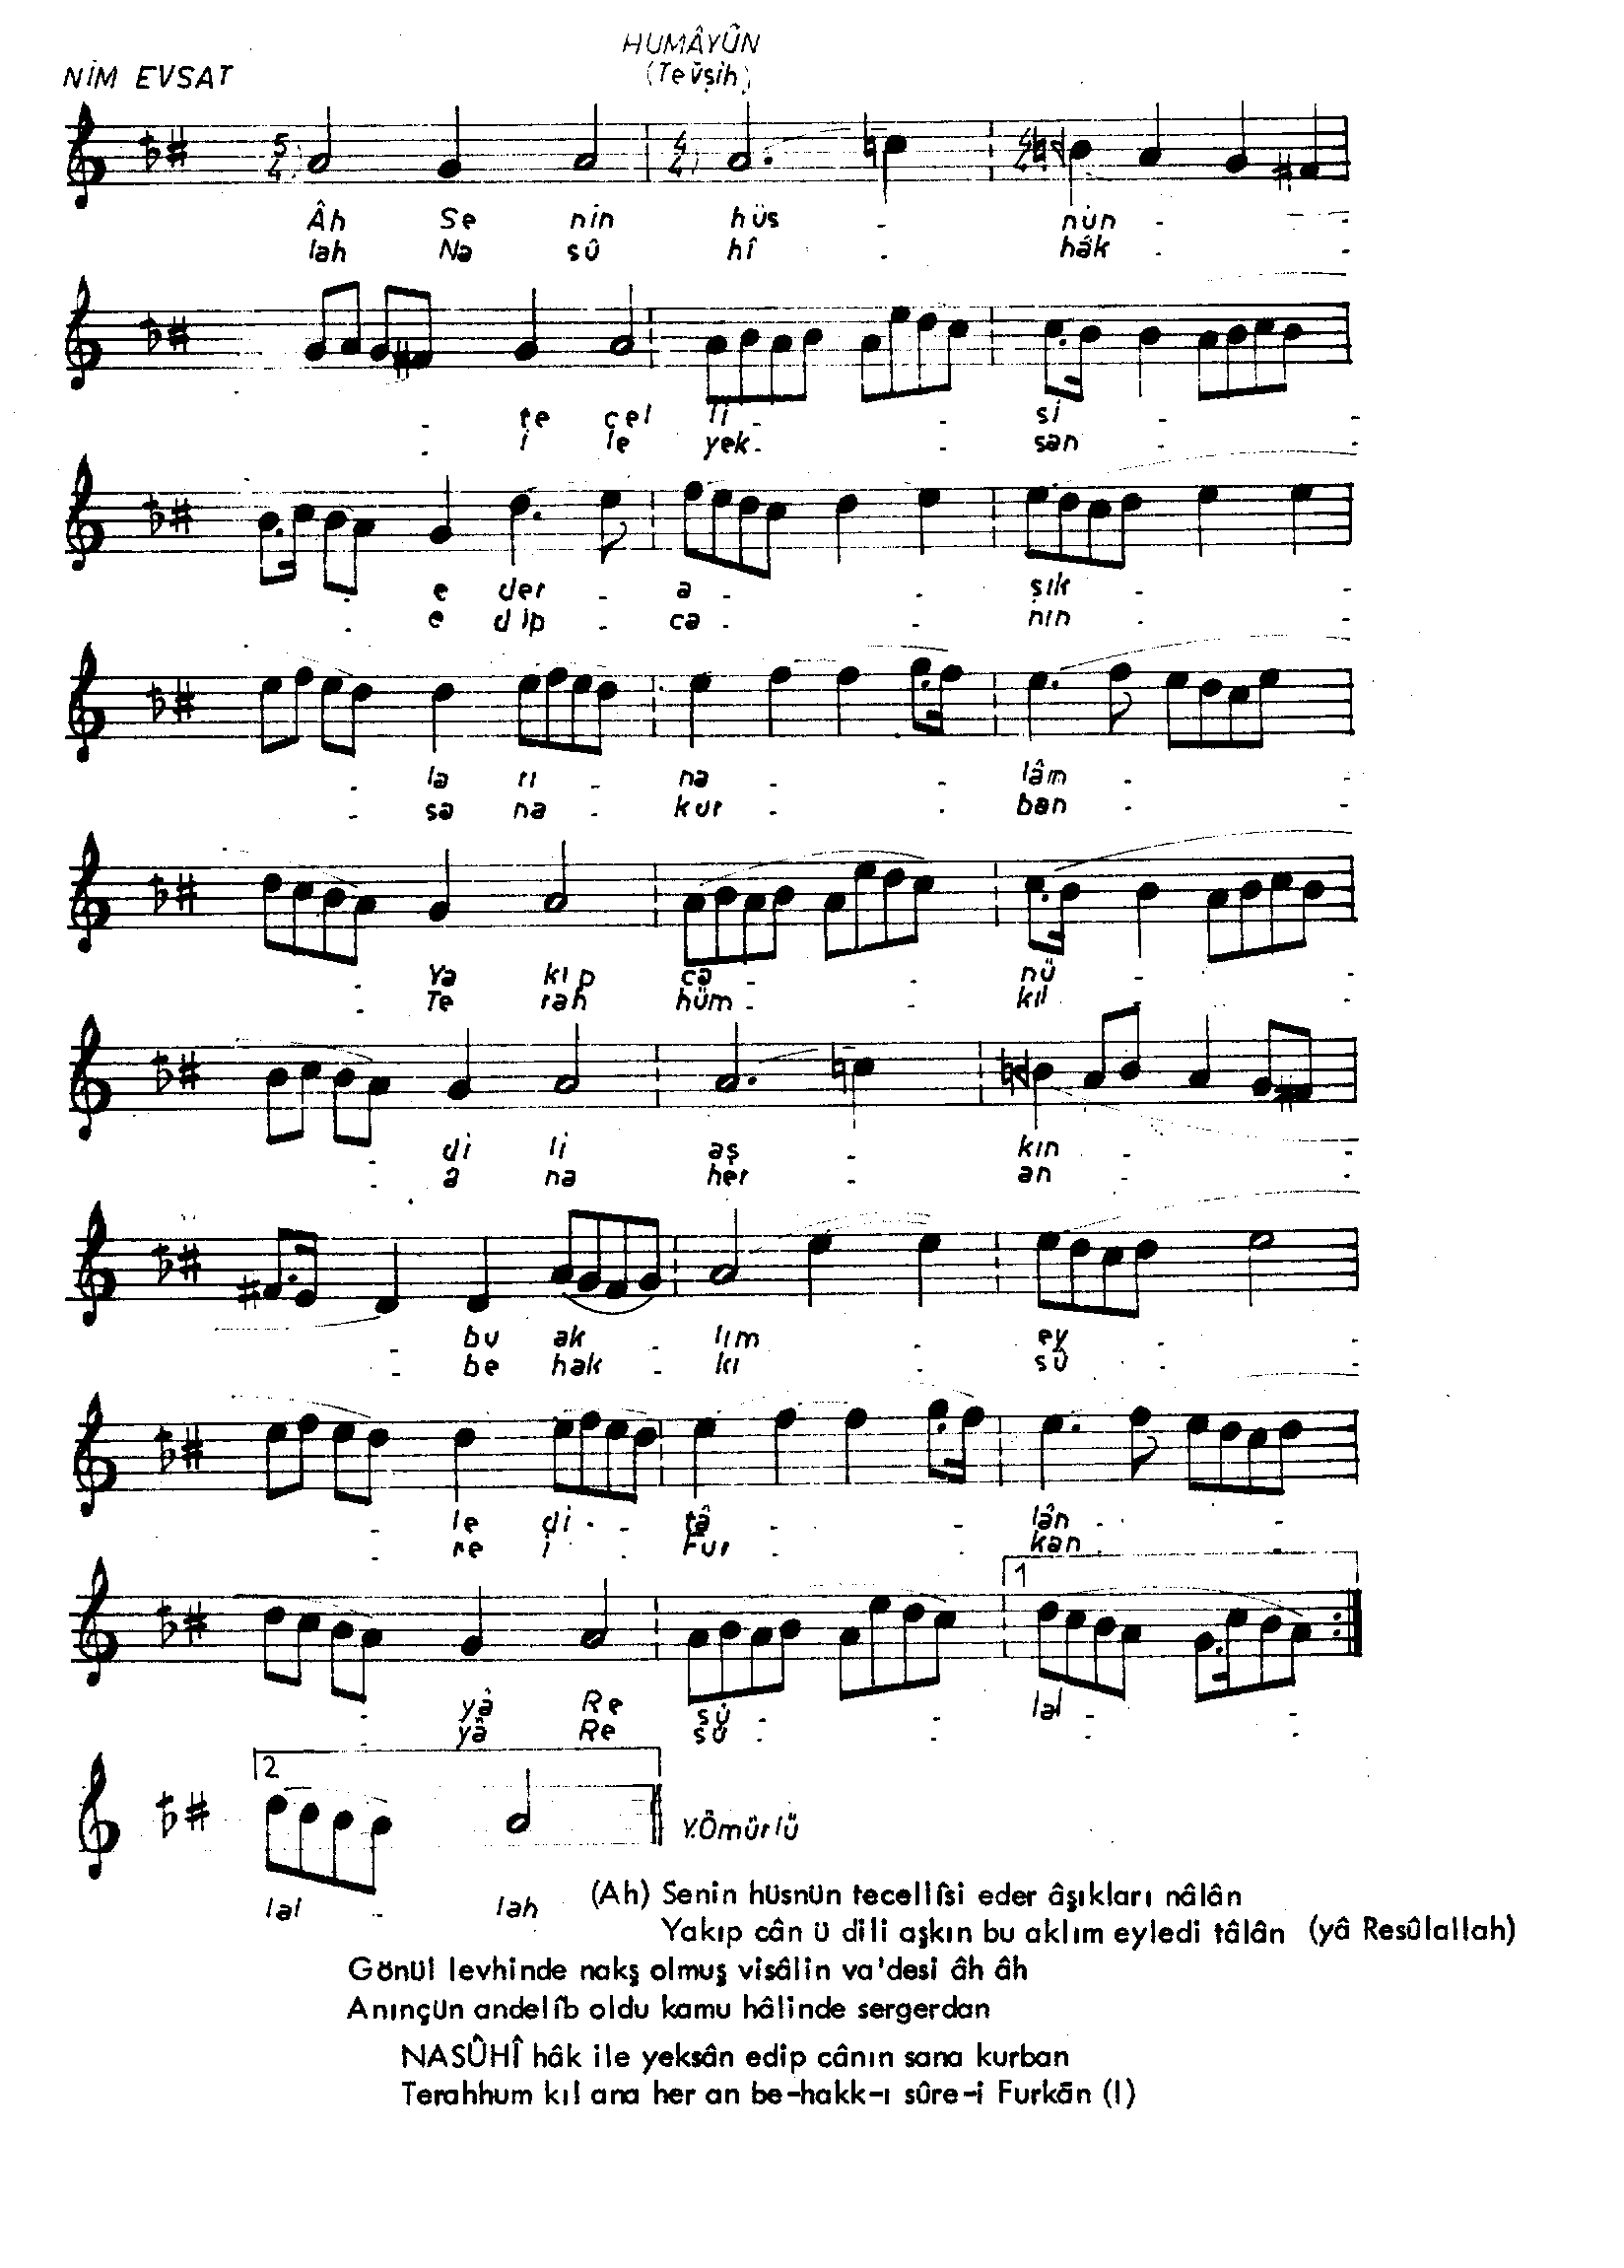 HUMÂYÛN
NİM EVSAT
(Tevşih)
5 4 4 4 4 4
Âh Se nin hüs - nün - - -
lah Na sû hî - hâk - -
- te çel li - - si - -
- i le yek - - san - -
- e der - a - - şık - -
- e dip - ca - - nın - -
- la rı - na - - lâm - -
- sa na - kur - - ban - -
- Ya kıp ca - - nü - -
- Te rah hüm - - kıl - -
- di li aş - kın - -
- a na her - an - -
- bu ak - lım - ey - -
- be hak - kı - sû - -
- le di - - tâ - - lân - -
- re i - Fur - - kan - -
1
- yâ Re sû - - lal - -
- yâ Re sû - - - -
2
Y.Ömürlü
lal - lah
(Ah) Senin hüsnün tecellîsi eder âşıkları nâlân
Yakıp cân ü dili aşkın bu aklım eyledi tâlân (yâ Resûlallah)
Gönül levhinde nakş olmuş visâlin va'desi âh âh
Anınçün andelîb oldu kamu hâlinde sergerdan
NASÛHÎ hâk ile yeksân edip cânın sana kurban
Terahhum kıl ana her an be-hakk-ı sûre-i Furkān (I)